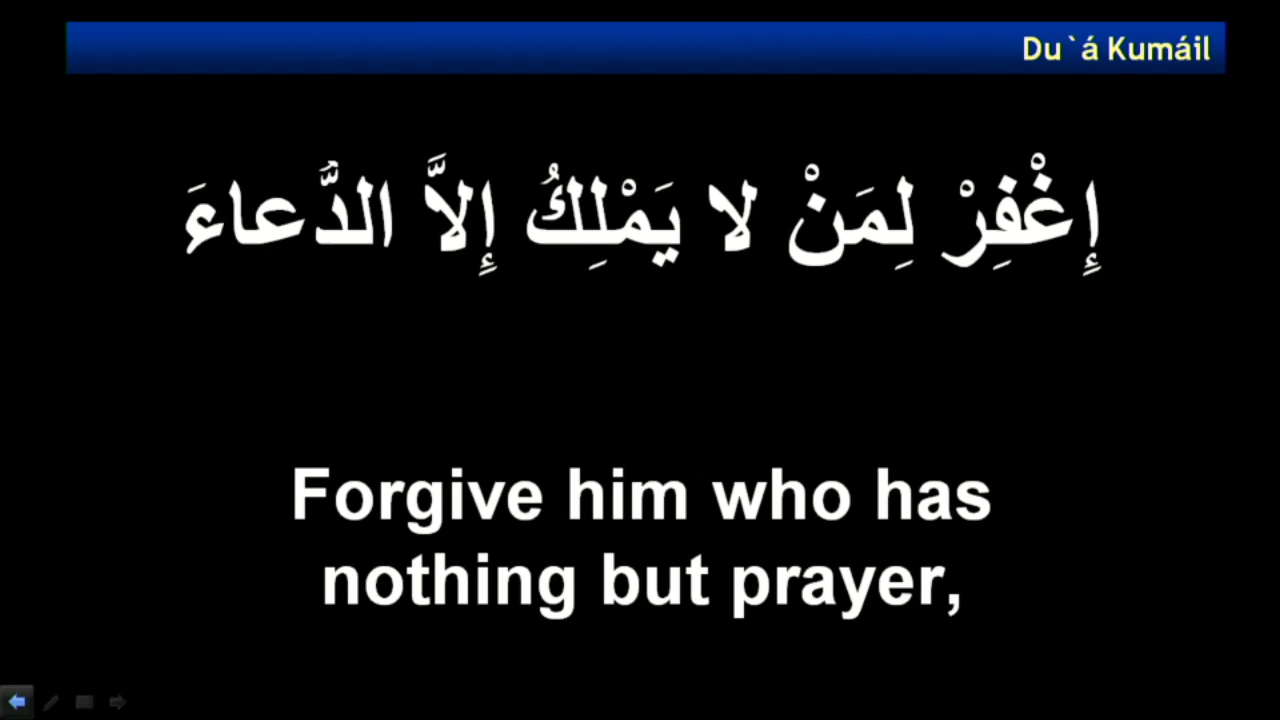 Du`á Kumáil
إِغْفِرْ لِمَنْ لا يَمْلِكُ إِلاَّ الدُّعاءَ
Forgive him who has
nothing but prayer,